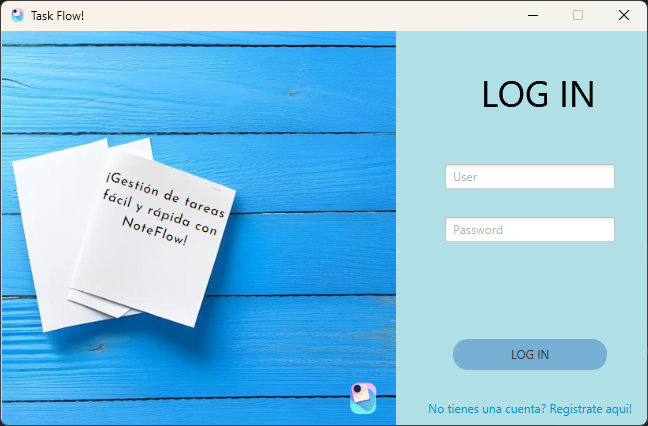 Task Flow!
¡Gestión de tareas
fácil y rápida con
NoteFlow!
LOG IN
User
Password
LOG IN
No tienes una cuenta? Registrate aqui!